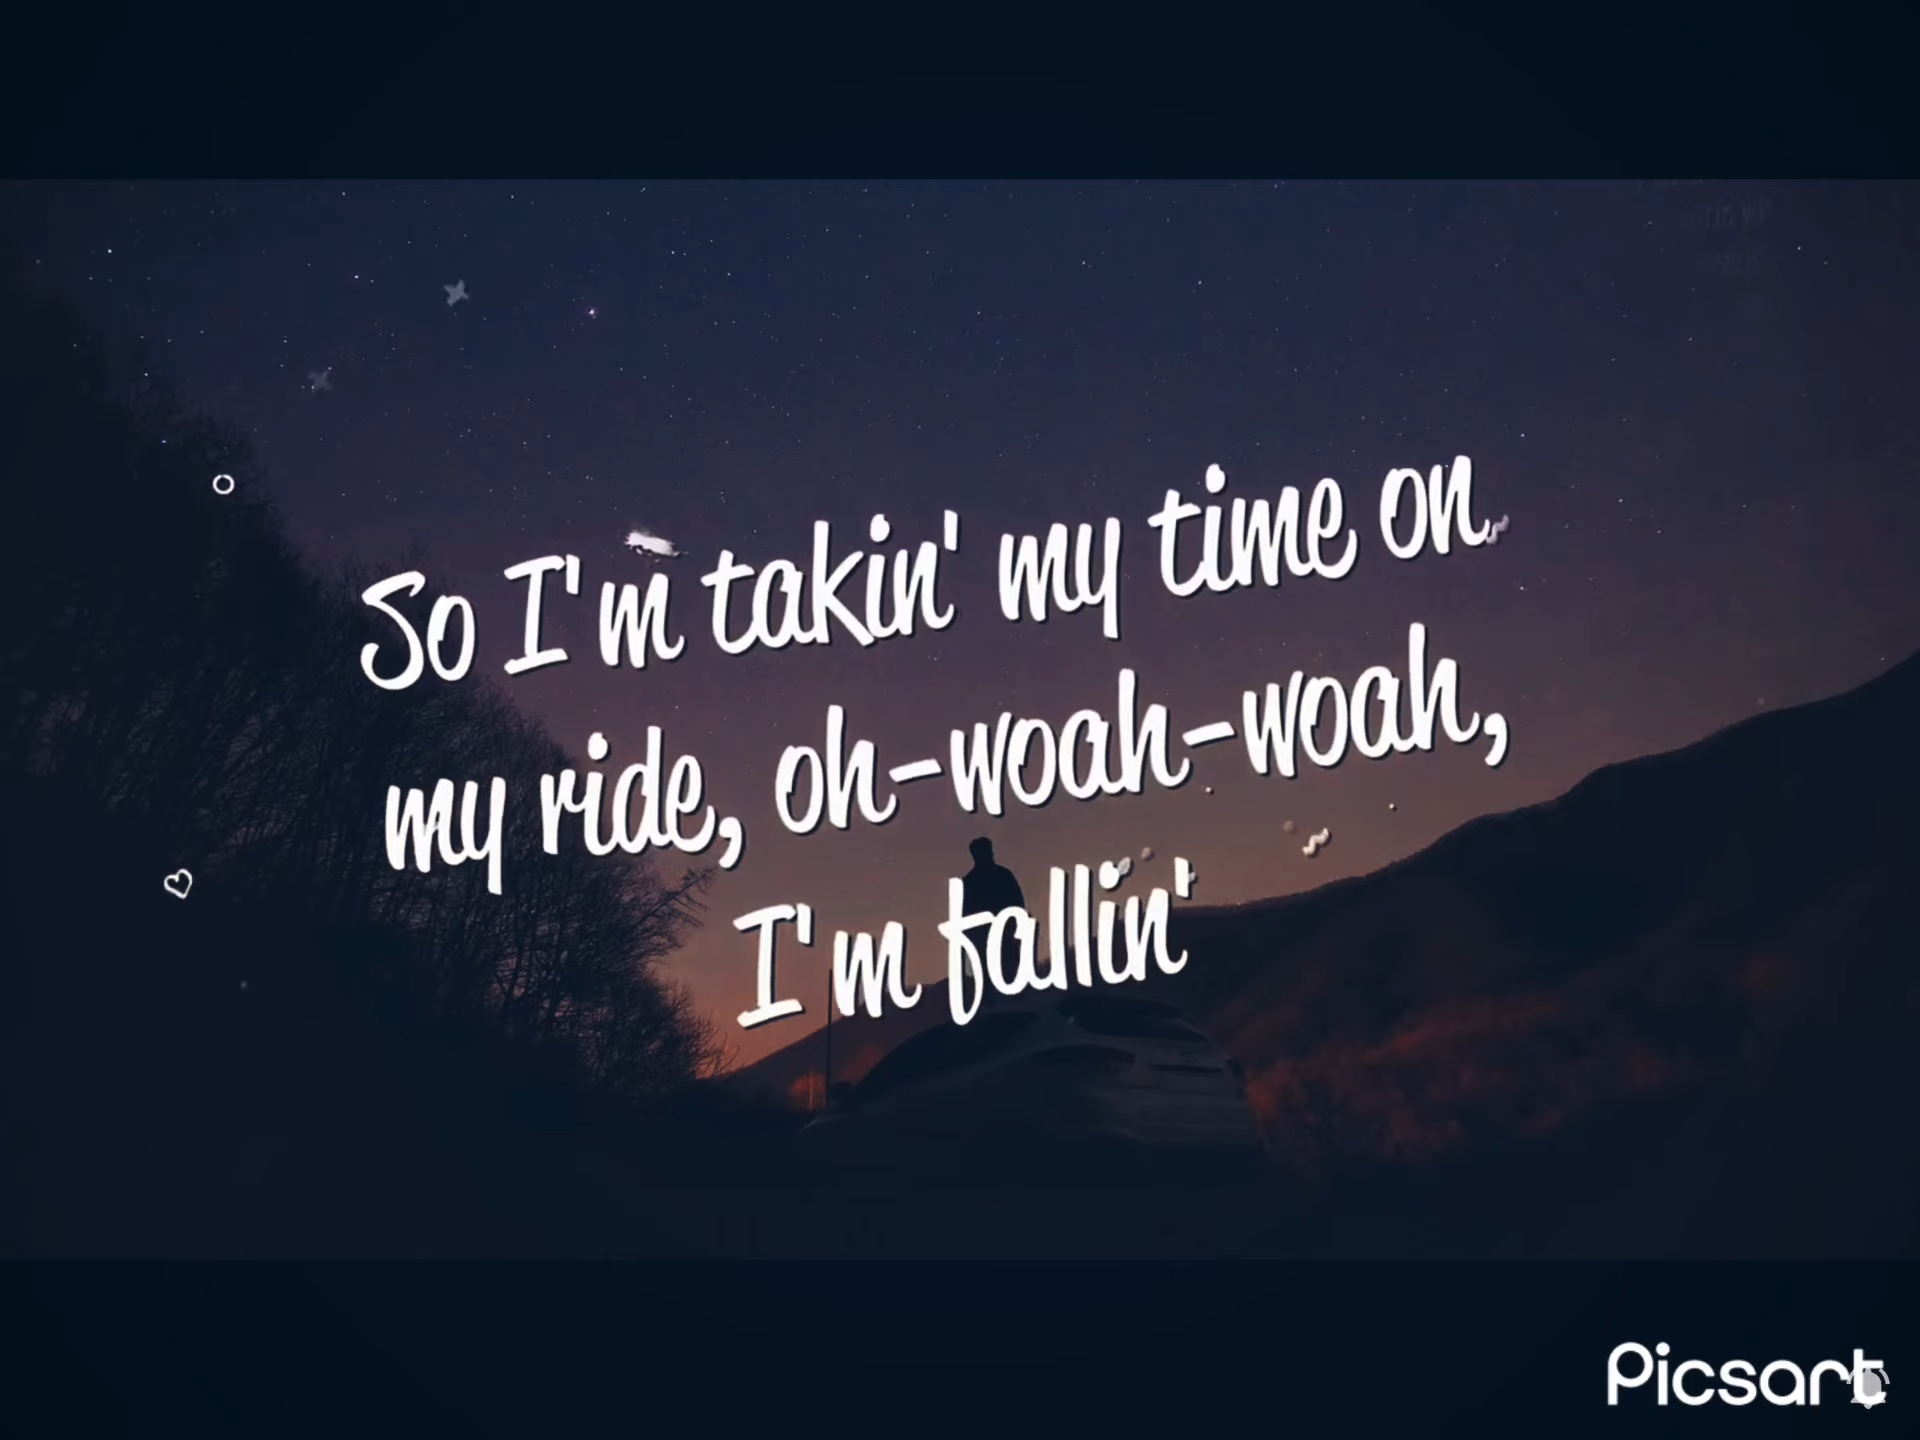 So I'm takin' my time on
my ride, oh-woah-woah,
I'm fallin'
Picsart